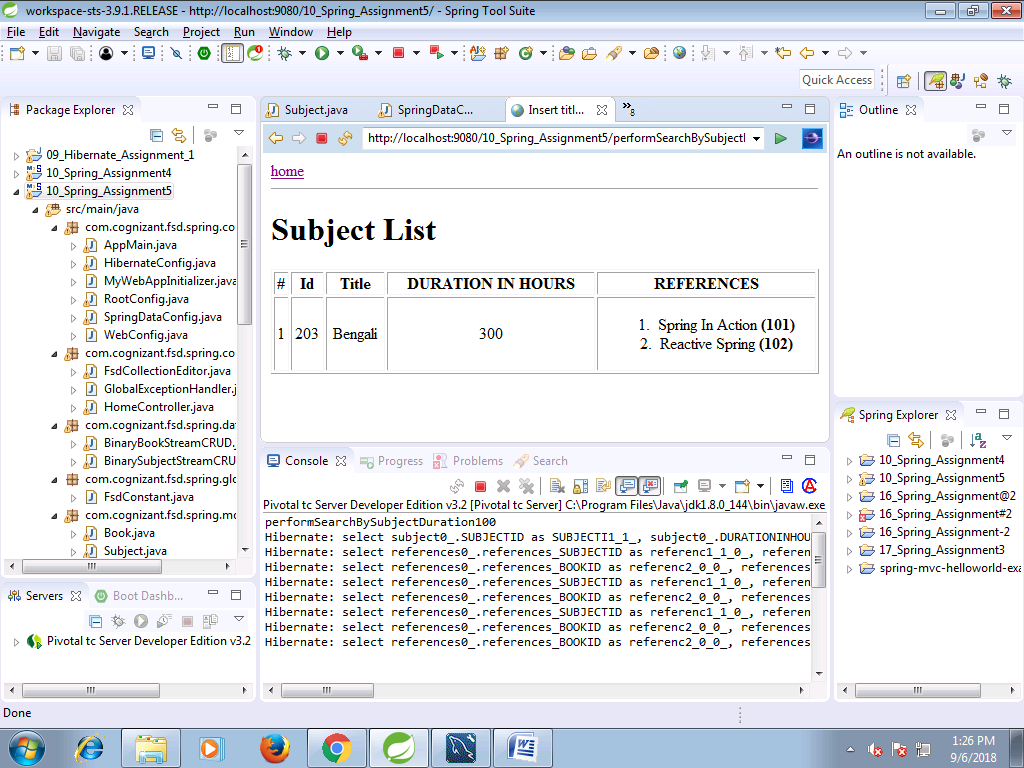 workspace-sts-3.9.1.RELEASE - http://localhost:9080/10_Spring_Assignment5/ - Spring Tool Suite
File Edit Navigate Search Project Run Window Help
Quick Access
Package Explorer
09_Hibernate_Assignment_1
10_Spring_Assignment4
10_Spring_Assignment5
src/main/java
com.cognizant.fsd.spring.co
AppMain.java
HibernateConfig.java
MyWebAppInitializer.java
RootConfig.java
SpringDataConfig.java
WebConfig.java
com.cognizant.fsd.spring.co
FsdCollectionEditor.java
GlobalExceptionHandler.j
HomeController.java
com.cognizant.fsd.spring.da
BinaryBookStreamCRUD.
BinarySubjectStreamCRU
com.cognizant.fsd.spring.glo
FsdConstant.java
com.cognizant.fsd.spring.mo
Book.java
Subject.java
Servers Boot Dashb...
Pivotal tc Server Developer Edition v3.2
Subject.java SpringDataC... Insert titl... »8
http://localhost:9080/10_Spring_Assignment5/performSearchBySubjectI
home
Subject List
# Id Title DURATION IN HOURS REFERENCES
1 203 Bengali 300 1. Spring In Action (101)
2. Reactive Spring (102)
Console Progress Problems Search
Pivotal tc Server Developer Edition v3.2 [Pivotal tc Server] C:\Program Files\Java\jdk1.8.0_144\bin\javaw.exe
performSearchBySubjectDuration100
Hibernate: select subject0_.SUBJECTID as SUBJECTI1_1_, subject0_.DURATIONINHOU
Hibernate: select references0_.references_SUBJECTID as referenc1_1_0_, referen
Hibernate: select references0_.references_BOOKID as referenc2_0_0_, references
Hibernate: select references0_.references_SUBJECTID as referenc1_1_0_, referen
Hibernate: select references0_.references_BOOKID as referenc2_0_0_, references
Hibernate: select references0_.references_SUBJECTID as referenc1_1_0_, referen
Hibernate: select references0_.references_BOOKID as referenc2_0_0_, references
Hibernate: select references0_.references_BOOKID as referenc2_0_0_, references
Outline
An outline is not available.
Spring Explorer
10_Spring_Assignment4
10_Spring_Assignment5
16_Spring_Assignment@2
16_Spring_Assignment#2
16_Spring_Assignment-2
17_Spring_Assignment3
spring-mvc-helloworld-exa
Done
1:26 PM
9/6/2018